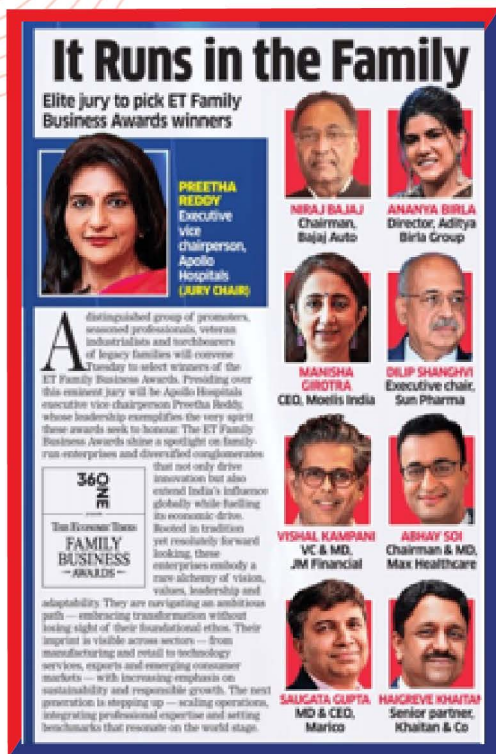 It Runs in the Family
Elite jury to pick ET Family
Business Awards winners
PREETHA
REDDY
Executive
vice
chairperson,
Apollo
Hospitals
(JURY CHAIR)
NIRAJ BAJAJ
Chairman,
Bajaj Auto
ANANYA BIRLA
Director, Aditya
Birla Group
MANISHA
GIROTRA
CEO, Moelis India
DILIP SHANGHVI
Executive chair,
Sun Pharma
VISHAL KAMPANI
VC & MD,
JM Financial
ABHAY SOI
Chairman & MD,
Max Healthcare
SAUGATA GUPTA
MD & CEO,
Marico
HAIGREVE KHAITAN
Senior partner,
Khaitan & Co
A distinguished group of promoters,
seasoned professionals, veteran
industrialists and torchbearers
of legacy families will convene
Tuesday to select winners of the
ET Family Business Awards. Presiding over
this eminent jury will be Apollo Hospitals
executive vice chairperson Preetha Reddy,
whose leadership exemplifies the very spirit
these awards seek to honour. The ET Family
Business Awards shine a spotlight on family-
run enterprises and diversified conglomerates
that not only drive
innovation but also
extend India's influence
globally while fuelling
its economic drive.
Rooted in tradition
yet resolutely forward
looking, these
enterprises embody a
rare alchemy of vision,
values, leadership and
adaptability. They are navigating an ambitious
path — embracing transformation without
losing sight of their foundational ethos. Their
imprint is visible across sectors — from
manufacturing and retail to technology
services, exports and emerging consumer
markets — with increasing emphasis on
sustainability and responsible growth. The next
generation is stepping up — scaling operations,
integrating professional expertise and setting
benchmarks that resonate on the world stage.
360
ONE
THE ECONOMIC TIMES
FAMILY
BUSINESS
AWARDS